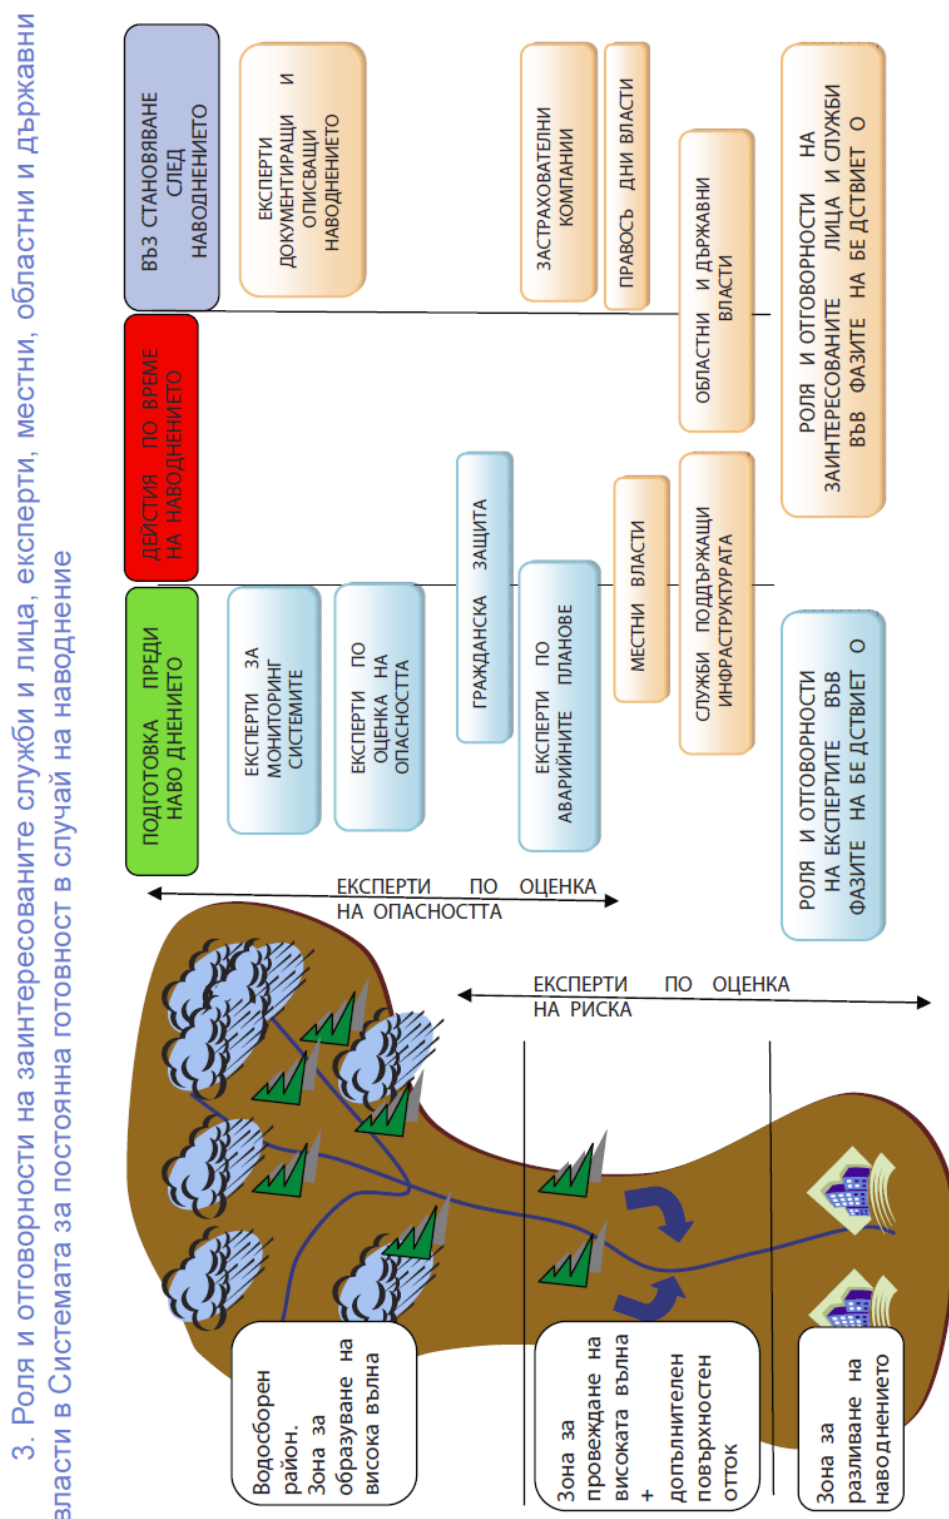 3. Роля и отговорности на заинтересованите служби и лица, експерти, местни, областни и държавни
власти в Системата за постоянна готовност в случай на наводнение
ПОДГОТОВКА ПРЕДИ
НАВО ДНЕНИЕТО
ДЕЙСТИЯ ПО ВРЕМЕ
НА НАВОДНЕНИЕТО
ВЪЗ СТАНОВЯВАНЕ
СЛЕД
НАВОДНЕНИЕТО
Водосборен
район.
Зона за
образуване на
висока вълна
ЕКСПЕРТИ ПО ОЦЕНКА
НА ОПАСНОСТТА
ЕКСПЕРТИ ЗА
МОНИТОРИНГ
СИСТЕМИТЕ
ЕКСПЕРТИ
ДОКУМЕНТИРАЩИ И
ОПИСВАЩИ
НАВОДНЕНИЕТО
ЕКСПЕРТИ ПО
ОЦЕНКА НА
ОПАСНОСТТА
ГРАЖДАНСКА ЗАЩИТА
Зона за
провеждане на
високата вълна
+ допълнителен
повърхностен
отток
ЕКСПЕРТИ ПО ОЦЕНКА
НА РИСКА
ЕКСПЕРТИ ПО
АВАРИЙНИТЕ ПЛАНОВЕ
ЗАСТРАХОВАТЕЛНИ
КОМПАНИИ
МЕСТНИ ВЛАСТИ
ПРАВОСЪ ДНИ ВЛАСТИ
СЛУЖБИ ПОДДЪРЖАЩИ
ИНФРАСТРУКТУРАТА
ОБЛАСТНИ И ДЪРЖАВНИ
ВЛАСТИ
Зона за
разливане на
наводнението
РОЛЯ И ОТГОВОРНОСТИ
НА ЕКСПЕРТИТЕ ВЪВ
ФАЗИТЕ НА БЕ ДСТВИЕТ О
РОЛЯ И ОТГОВОРНОСТИ НА
ЗАИНТЕРЕСОВАНИТЕ ЛИЦА И СЛУЖБИ
ВЪВ ФАЗИТЕ НА БЕ ДСТВИЕТ О